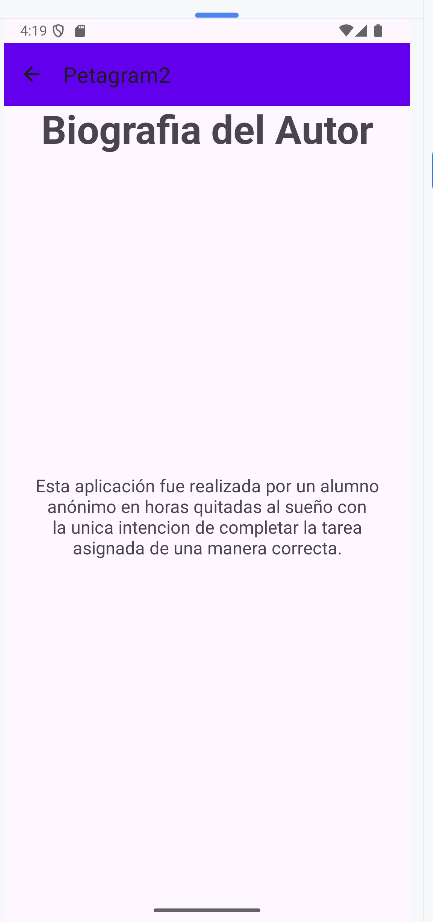 4:19
Petagram2
Biografia del Autor
Esta aplicación fue realizada por un alumno
anónimo en horas quitadas al sueño con
la unica intencion de completar la tarea
asignada de una manera correcta.